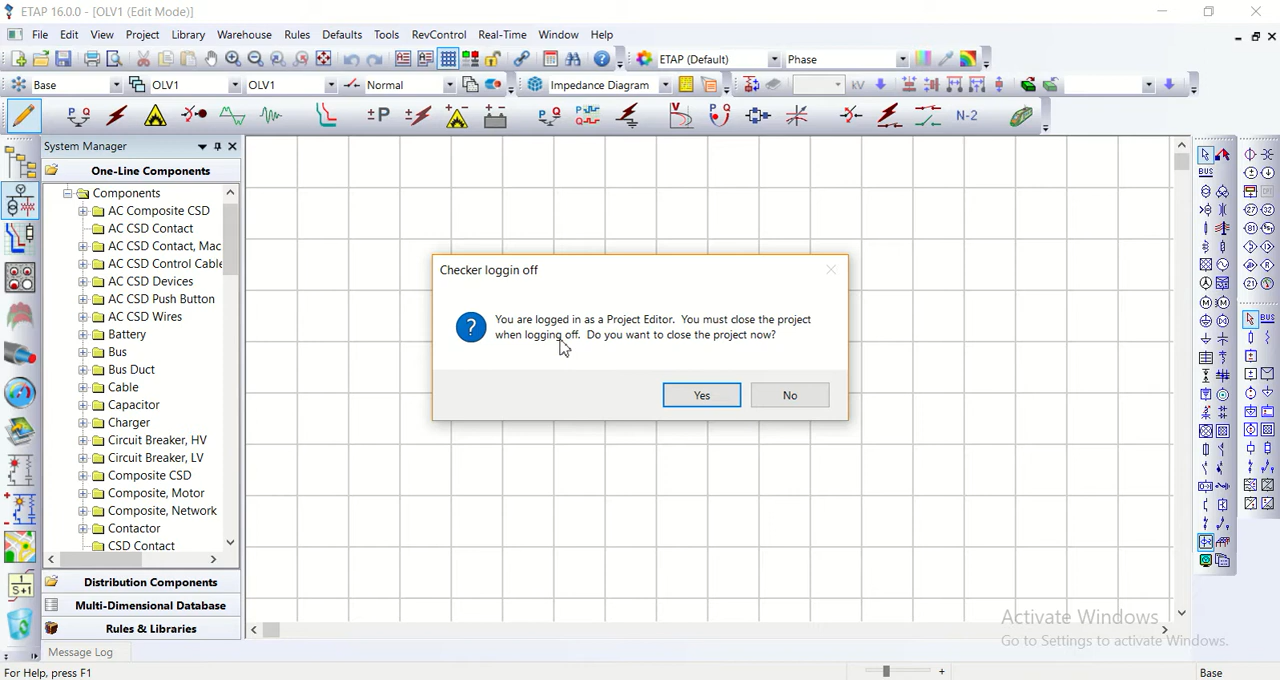 ETAP 16.0.0 - [OLV1 (Edit Mode)]
File Edit View Project Library Warehouse Rules Defaults Tools RevControl Real-Time Window Help
ETAP (Default) Phase
Base OLV1 OLV1 Normal Impedance Diagram kV
N-2
System Manager
One-Line Components
Components
AC Composite CSD
AC CSD Contact
AC CSD Contact, Mac
AC CSD Control Cable
AC CSD Devices
AC CSD Push Button
AC CSD Wires
Battery
Bus
Bus Duct
Cable
Capacitor
Charger
Circuit Breaker, HV
Circuit Breaker, LV
Composite CSD
Composite, Motor
Composite, Network
Contactor
CSD Contact
Distribution Components
Multi-Dimensional Database
Rules & Libraries
Message Log
For Help, press F1
Checker loggin off
You are logged in as a Project Editor. You must close the project
when logging off. Do you want to close the project now?
Yes No
BUS
BUS
Activate Windows
Go to Settings to activate Windows.
Base